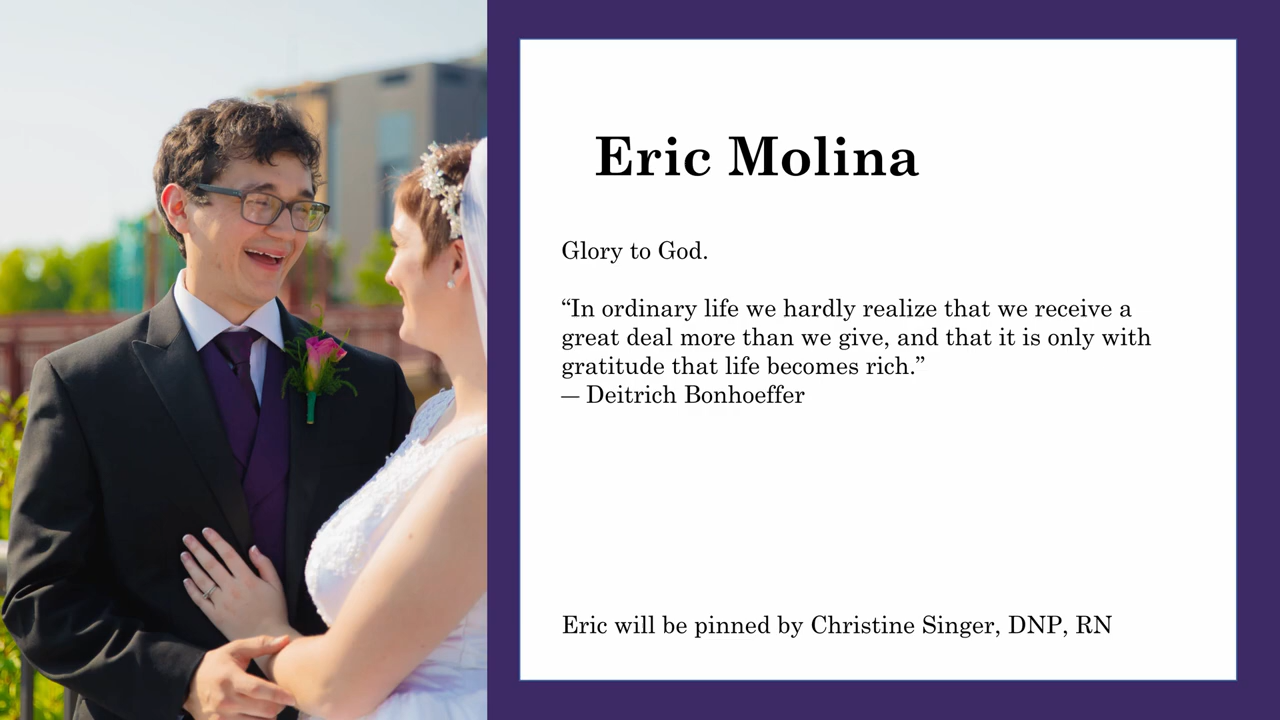 Eric Molina
Glory to God.
“In ordinary life we hardly realize that we receive a
great deal more than we give, and that it is only with
gratitude that life becomes rich.”
― Deitrich Bonhoeffer
Eric will be pinned by Christine Singer, DNP, RN